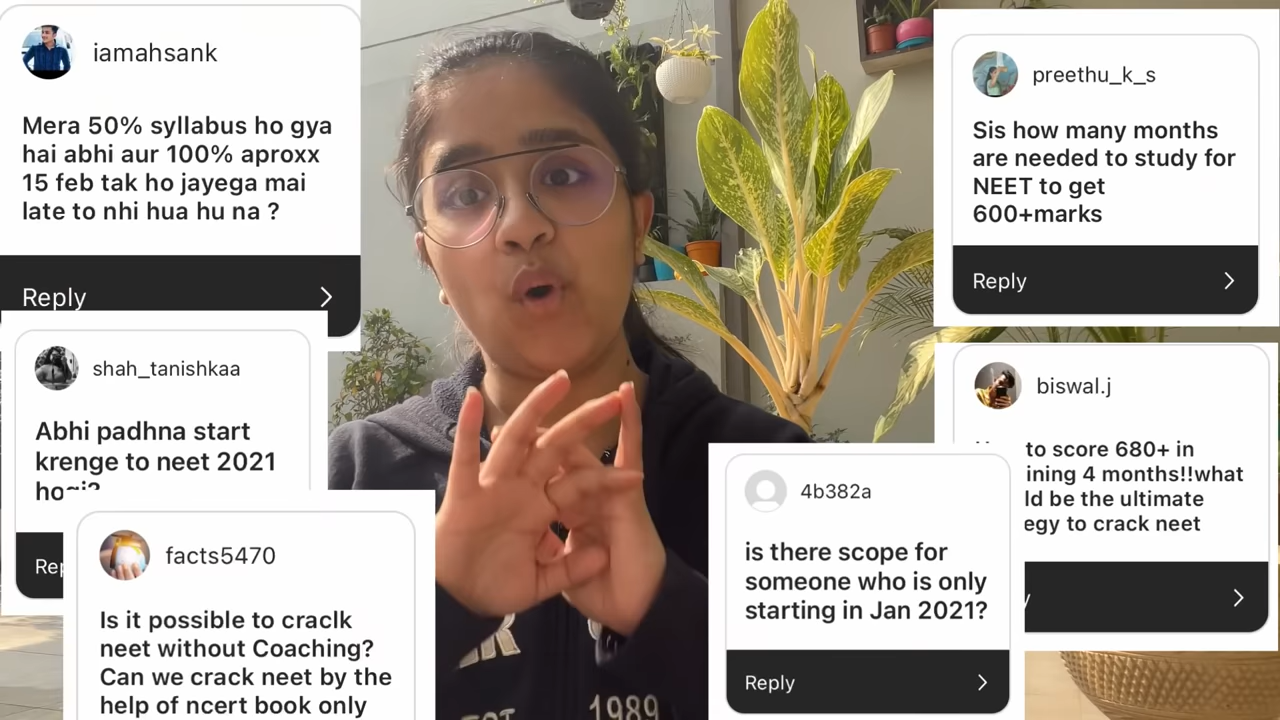 iamahsank
Mera 50% syllabus ho gya
hai abhi aur 100% aproxx
15 feb tak ho jayega mai
late to nhi hua hu na ?
Reply
shah_tanishkaa
Abhi padhna start
krenge to neet 2021
hogi?
Rep
facts5470
Is it possible to craclk
neet without Coaching?
Can we crack neet by the
help of ncert book only
preethu_k_s
Sis how many months
are needed to study for
NEET to get
600+marks
Reply
biswal.j
to score 680+ in
ining 4 months!!what
ld be the ultimate
egy to crack neet
4b382a
is there scope for
someone who is only
starting in Jan 2021?
Reply
1989